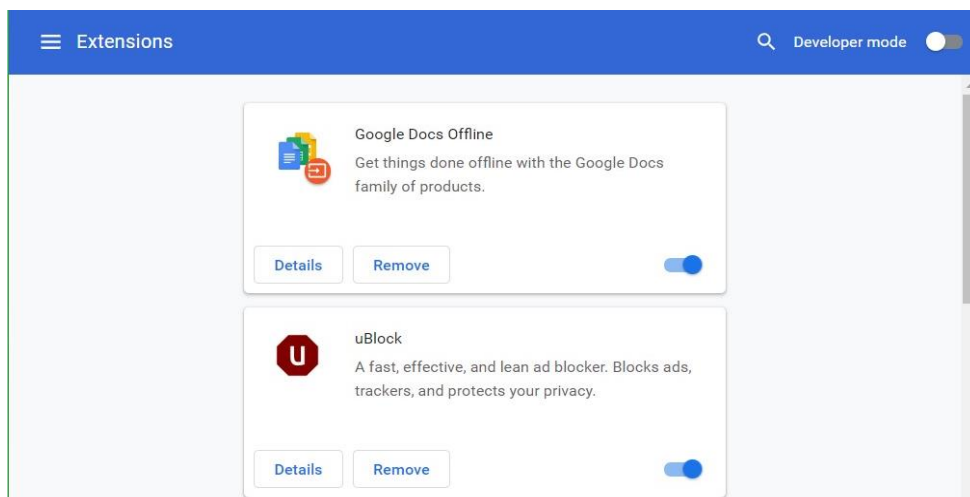 Extensions
Developer mode
Google Docs Offline
Get things done offline with the Google Docs
family of products.
Details
Remove
u
uBlock
A fast, effective, and lean ad blocker. Blocks ads,
trackers, and protects your privacy.
Details
Remove